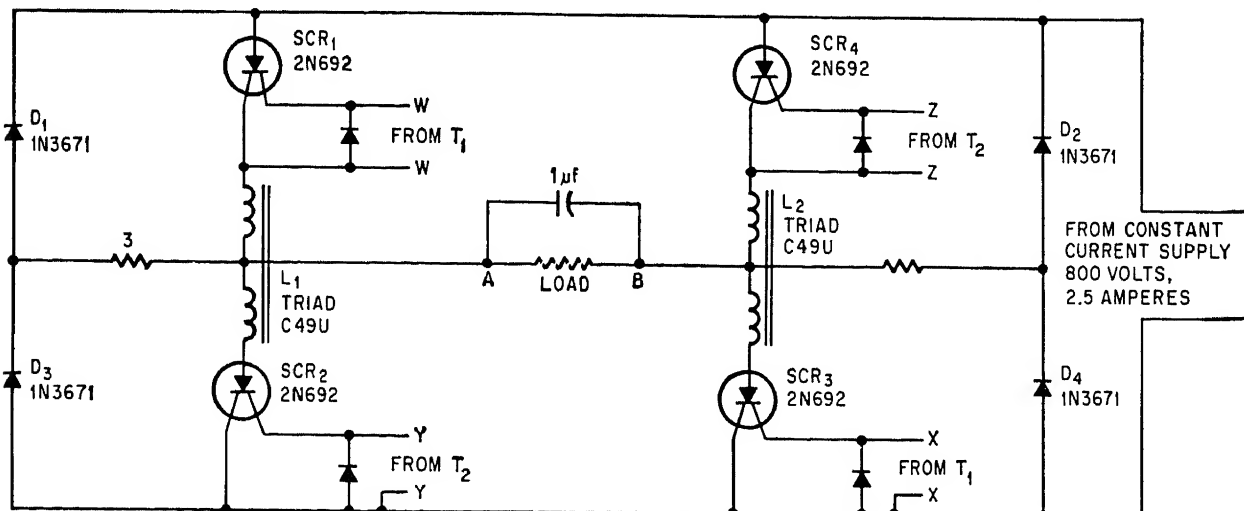 SCR₁
2N692
SCR₄
2N692
W
FROM T₁
W
D₁
1N3671
Z
FROM T₂
Z
D₂
1N3671
1 μf
L₂
TRIAD
C49U
3
A
LOAD
B
L₁
TRIAD
C49U
FROM CONSTANT
CURRENT SUPPLY
800 VOLTS,
2.5 AMPERES
D₃
1N3671
SCR₂
2N692
SCR₃
2N692
D₄
1N3671
Y
FROM T₂
Y
X
FROM T₁
X